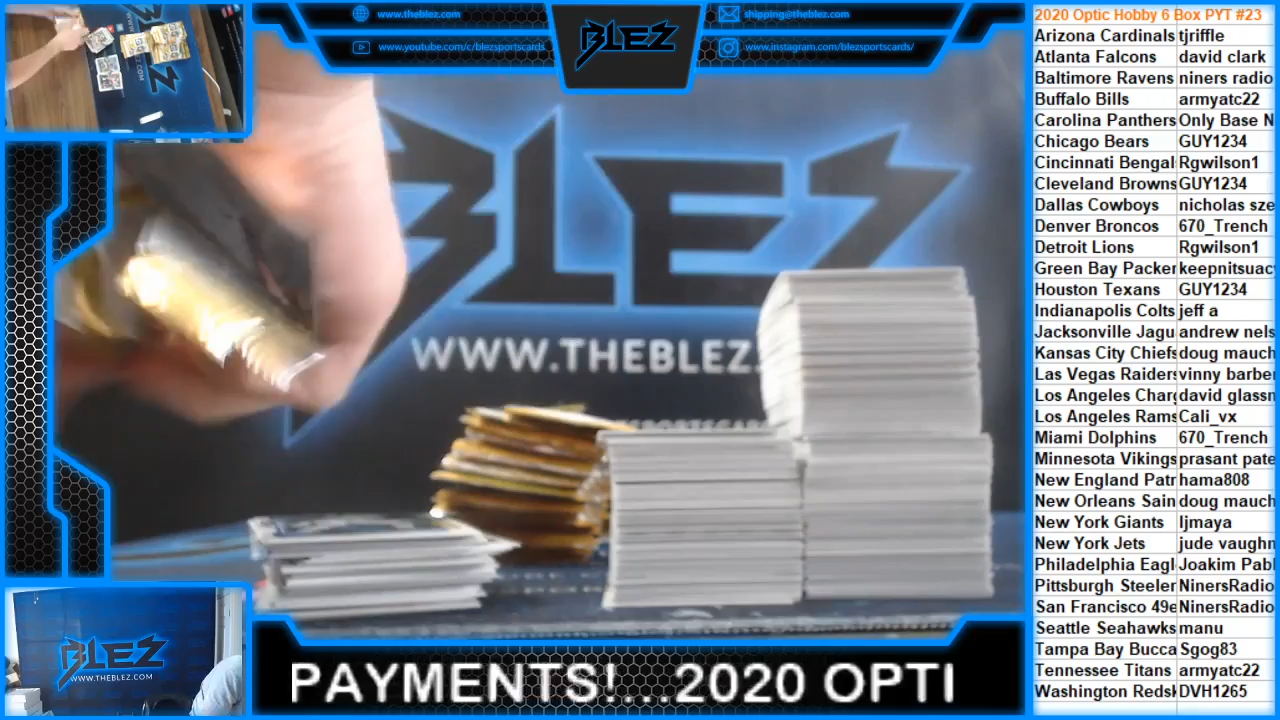 www.theblez.com
shipping@theblez.com
www.youtube.com/c/blezsportscards
www.instagram.com/blezsportscards/
BLEZ
BLEZ
WWW.THEBLEZ.
BLEZ
WWW.THEBLEZ.COM
PAYMENTS!...2020 OPTI
2020 Optic Hobby 6 Box PYT #23
Arizona Cardinals tjriffle
Atlanta Falcons david clark
Baltimore Ravens niners radio
Buffalo Bills armyatc22
Carolina Panthers Only Base N
Chicago Bears GUY1234
Cincinnati Bengal Rgwilson1
Cleveland Browns GUY1234
Dallas Cowboys nicholas sze
Denver Broncos 670_Trench
Detroit Lions Rgwilson1
Green Bay Packer keepnitsuacy
Houston Texans GUY1234
Indianapolis Colts jeff a
Jacksonville Jagu andrew nels
Kansas City Chiefs doug mauch
Las Vegas Raiders vinny barber
Los Angeles Charg david glassn
Los Angeles Rams Cali_vx
Miami Dolphins 670_Trench
Minnesota Vikings prasant pate
New England Patr hama808
New Orleans Sain doug mauch
New York Giants ljmaya
New York Jets jude vaughn
Philadelphia Eagl Joakim Pabl
Pittsburgh Steeler NinersRadio
San Francisco 49e NinersRadio
Seattle Seahawks manu
Tampa Bay Bucca Sgog83
Tennessee Titans armyatc22
Washington Redsk DVH1265